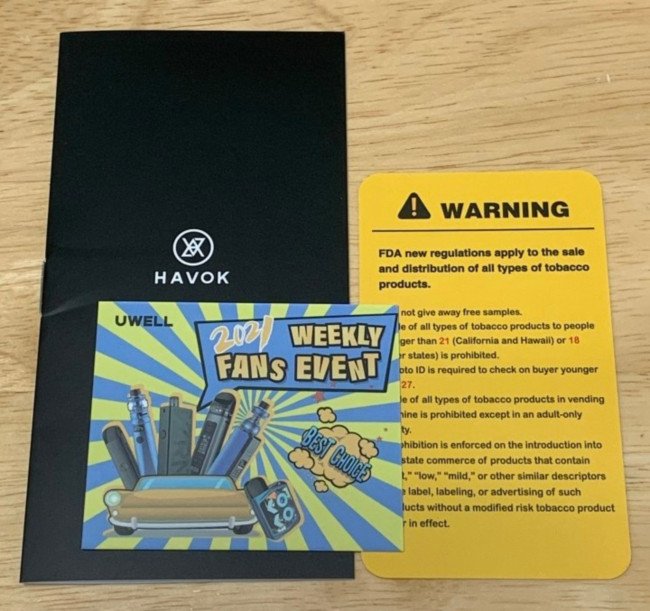 HAVOK
UWELL
2021 WEEKLY
FANS EVENT
BEST CHOICE
WARNING
FDA new regulations apply to the sale
and distribution of all types of tobacco
products.
not give away free samples.
of all types of tobacco products to people
than 21 (California and Hawaii) or 18
states) is prohibited.
ID is required to check on buyer younger
27.
of all types of tobacco products in vending
is prohibited except in an adult-only
is enforced on the introduction into
commerce of products that contain
"low," "mild," or other similar descriptors
label, labeling, or advertising of such
without a modified risk tobacco product
in effect.